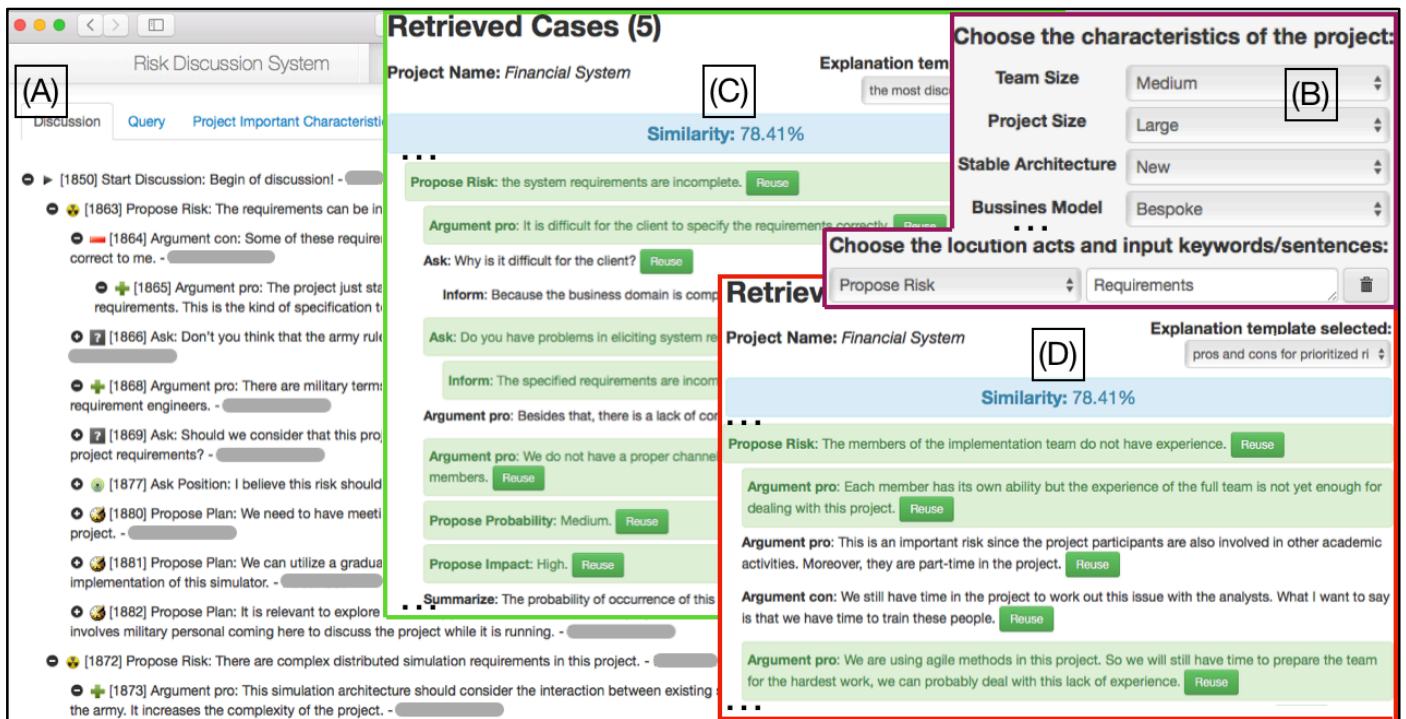 Risk Discussion System
(A)
Discussion Query Project Important Characteristi
[1850] Start Discussion: Begin of discussion! -
[1863] Propose Risk: The requirements can be in
[1864] Argument con: Some of these require
correct to me. -
[1865] Argument pro: The project just sta
requirements. This is the kind of specification t
[1866] Ask: Don't you think that the army rule
[1868] Argument pro: There are military terms
requirement engineers. -
[1869] Ask: Should we consider that this proj
project requirements? -
[1877] Ask Position: I believe this risk should
[1880] Propose Plan: We need to have meeti
project. -
[1881] Propose Plan: We can utilize a gradua
implementation of this simulator. -
[1882] Propose Plan: It is relevant to explore
involves military personal coming here to discuss the project while it is running. -
[1872] Propose Risk: There are complex distributed simulation requirements in this project. -
[1873] Argument pro: This simulation architecture should consider the interaction between existing
the army. It increases the complexity of the project. -
Retrieved Cases (5)
Project Name: Financial System
(C)
Explanation tem
the most disc
Similarity: 78.41%
...
Propose Risk: the system requirements are incomplete. Reuse
Argument pro: It is difficult for the client to specify the requirements correctly. Reuse
Ask: Why is it difficult for the client? Reuse
Inform: Because the business domain is comp
Ask: Do you have problems in eliciting system re
Inform: The specified requirements are incom
Argument pro: Besides that, there is a lack of cor
Argument pro: We do not have a proper channel
members. Reuse
Propose Probability: Medium. Reuse
Propose Impact: High. Reuse
...
Summarize: The probability of occurrence of this
Choose the characteristics of the project:
(B)
Team Size Medium
Project Size Large
Stable Architecture New
Bussines Model Bespoke
...
Choose the locution acts and input keywords/sentences:
Propose Risk Requirements
Retriev
Project Name: Financial System
(D)
Explanation template selected:
pros and cons for prioritized ri
Similarity: 78.41%
...
Propose Risk: The members of the implementation team do not have experience. Reuse
Argument pro: Each member has its own ability but the experience of the full team is not yet enough for
dealing with this project. Reuse
Argument pro: This is an important risk since the project participants are also involved in other academic
activities. Moreover, they are part-time in the project. Reuse
Argument con: We still have time in the project to work out this issue with the analysts. What I want to say
is that we have time to train these people. Reuse
Argument pro: We are using agile methods in this project. So we will still have time to prepare the team
for the hardest work, we can probably deal with this lack of experience. Reuse
...